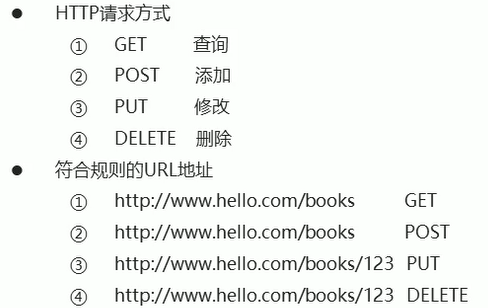 ● HTTP请求方式
① GET 查询
② POST 添加
③ PUT 修改
④ DELETE 删除
● 符合规则的URL地址
① http://www.hello.com/books GET
② http://www.hello.com/books POST
③ http://www.hello.com/books/123 PUT
④ http://www.hello.com/books/123 DELETE